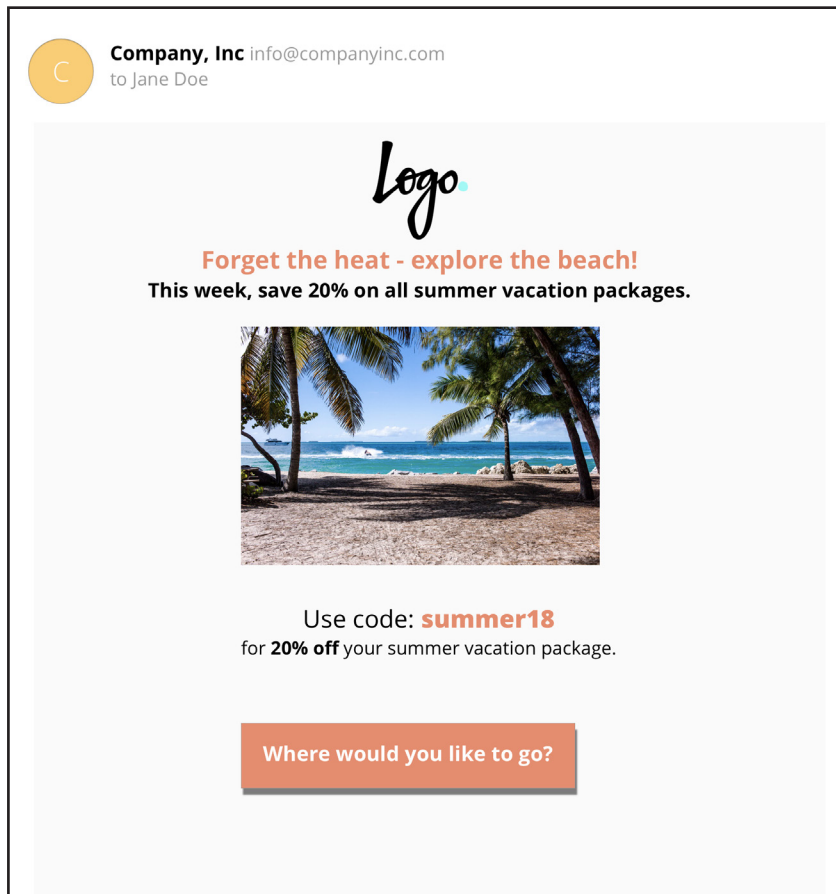 C
Company, Inc info@companyinc.com
to Jane Doe
Logo.
Forget the heat - explore the beach!
This week, save 20% on all summer vacation packages.
Use code: summer18
for 20% off your summer vacation package.
Where would you like to go?